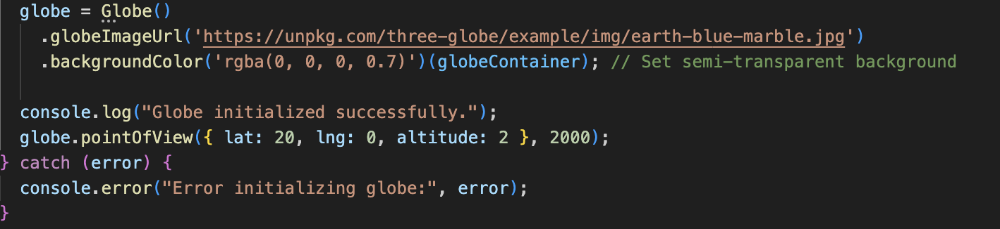 globe = Globe()
.globeImageUrl('https://unpkg.com/three-globe/example/img/earth-blue-marble.jpg')
.backgroundColor('rgba(0, 0, 0, 0.7)')(globeContainer); // Set semi-transparent background
console.log("Globe initialized successfully.");
globe.pointOfView({ lat: 20, lng: 0, altitude: 2 }, 2000);
} catch (error) {
console.error("Error initializing globe:", error);
}